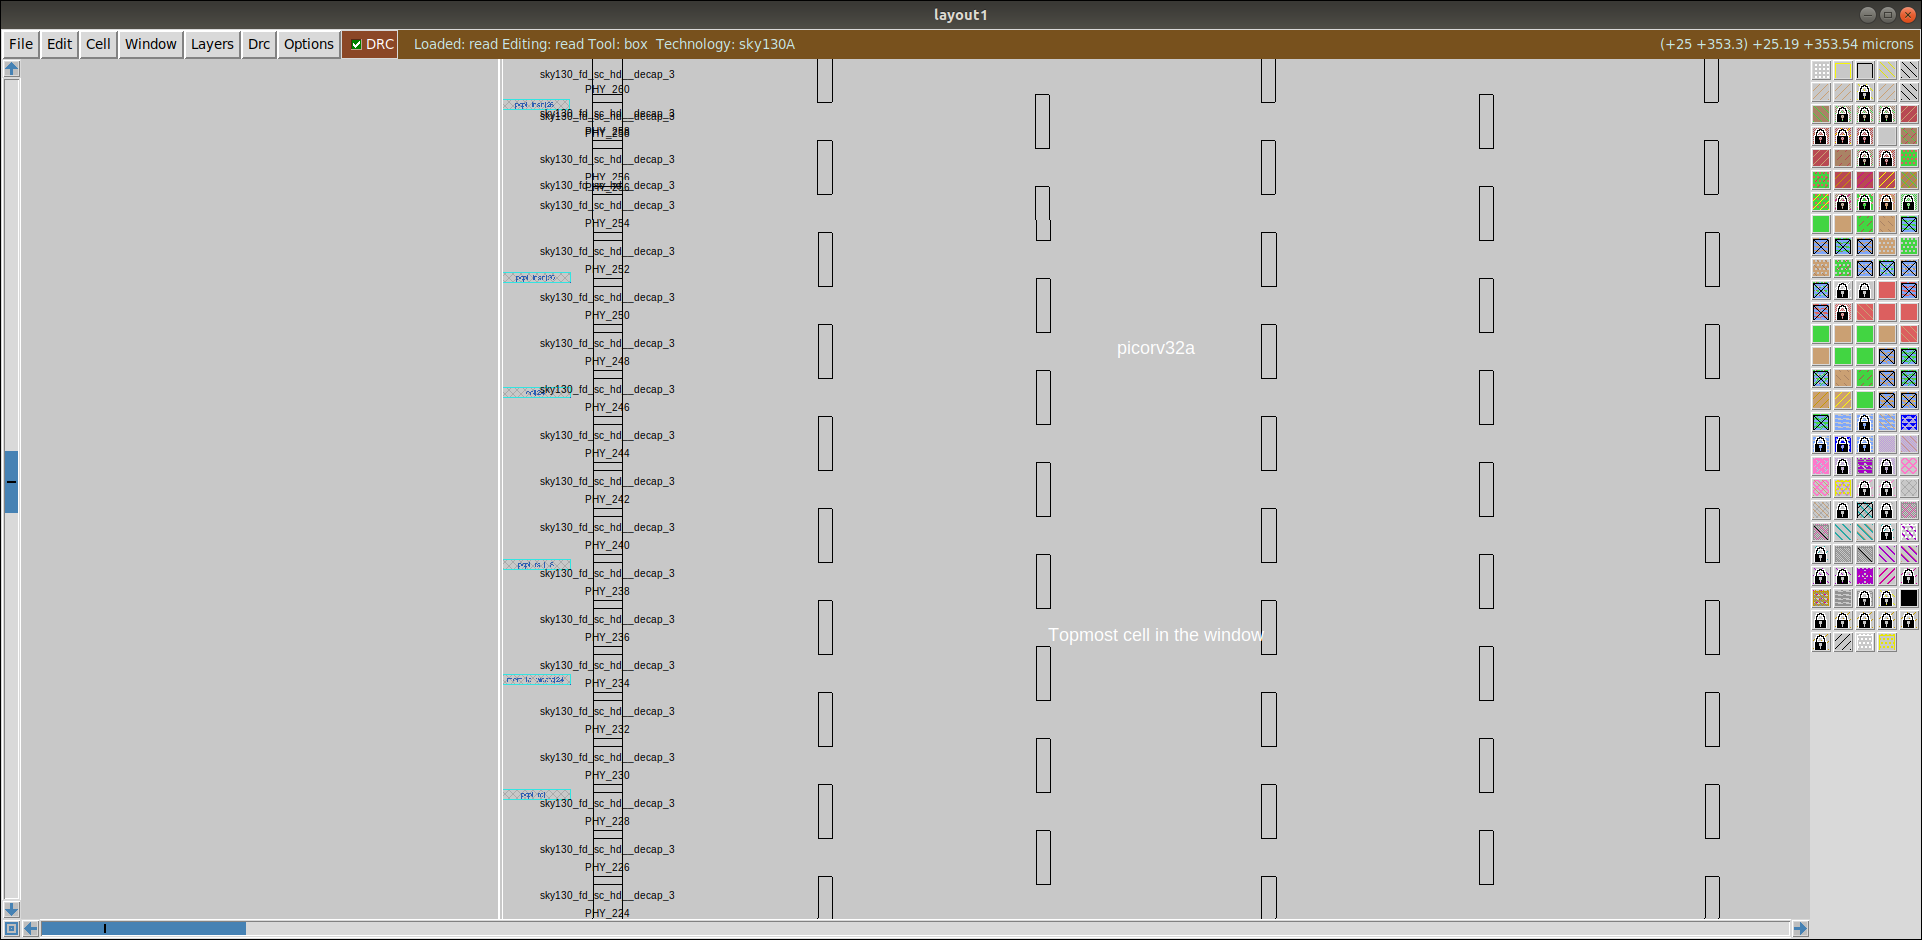 layout1
File Edit Cell Window Layers Drc Options DRC Loaded: read Editing: read Tool: box Technology: sky130A (+25 +353.3) +25.19 +353.54 microns
sky130_fd_sc_hd__decap_3
PHY_260
sky130_fd_sc_hd__decap_3
sky130_fd_sc_hd__decap_3
PHY_256
sky130_fd_sc_hd__decap_3
sky130_fd_sc_hd__decap_3
PHY_254
sky130_fd_sc_hd__decap_3
PHY_252
sky130_fd_sc_hd__decap_3
PHY_250
sky130_fd_sc_hd__decap_3
PHY_248
picorv32a
sky130_fd_sc_hd__decap_3
PHY_246
sky130_fd_sc_hd__decap_3
PHY_244
sky130_fd_sc_hd__decap_3
PHY_242
sky130_fd_sc_hd__decap_3
PHY_240
sky130_fd_sc_hd__decap_3
PHY_238
sky130_fd_sc_hd__decap_3
PHY_236
Topmost cell in the window
sky130_fd_sc_hd__decap_3
PHY_234
sky130_fd_sc_hd__decap_3
PHY_232
sky130_fd_sc_hd__decap_3
PHY_230
sky130_fd_sc_hd__decap_3
PHY_228
sky130_fd_sc_hd__decap_3
PHY_226
sky130_fd_sc_hd__decap_3
PHY_224